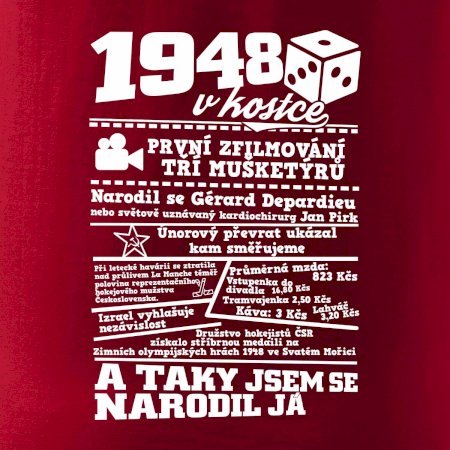 1948
v kostce
PRVNÍ ZFILMOVÁNÍ
TŘÍ MUŠKETÝRŮ
Narodil se Gérard Depardieu
nebo světově uznávaný kardiochirurg Jan Pirk
Únorový převrat ukázal
kam směřujeme
Při letecké havárii se ztratila
nad průlivem La Manche téměř
polovina reprezentačního
hokejového mužstva
Československa.
Průměrná mzda:
823 Kčs
Vstupenka do
divadla 16,80 Kčs
Tramvajenka 2,50 Kčs
Káva: 3 Kčs
Lahváč
3,20 Kčs
Izrael vyhlašuje
nezávislost
Družstvo hokejistů ČSR
získalo stříbrnou medaili na
Zimních olympijských hrách 1948 ve Svatém Mořici
A TAKY JSEM SE
NARODIL JÁ